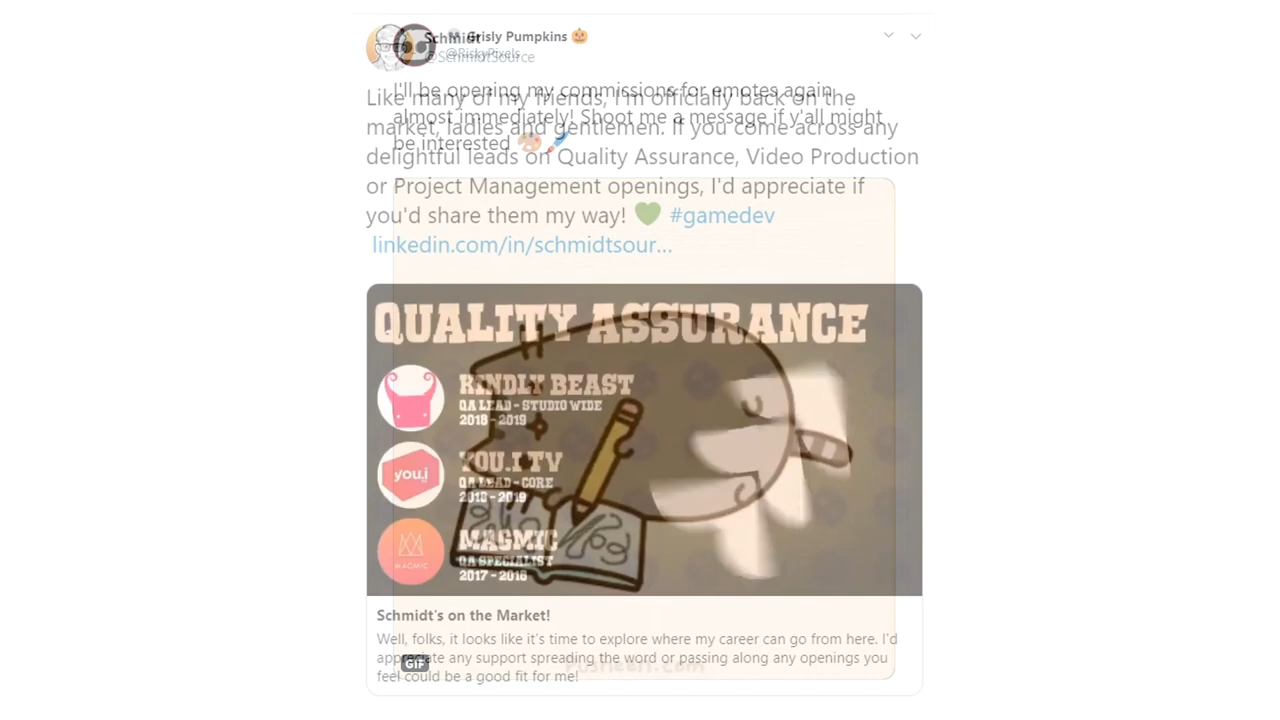 Grisly Pumpkins 🎃
@RiskyPixels
I'll be opening my commissions for emotes again
almost immediately! Shoot me a message if y'all might
be interested 🎨🖌️
GIF
Pusheen.com
Schmidt
@SchmidtSource
Like many of my friends, I'm officially back on the
market, ladies and gentlemen. If you come across any
delightful leads on Quality Assurance, Video Production
or Project Management openings, I'd appreciate if
you'd share them my way! 💚 #gamedev
linkedin.com/in/schmidtsour...
QUALITY ASSURANCE
KINDLY BEAST
QA LEAD - STUDIO WIDE
2018 - 2019
you.i
YOU.I TV
QA LEAD - CORE
2018 - 2019
MAGMIC
MAGMIC
QA SPECIALIST
2017 - 2018
Schmidt's on the Market!
Well, folks, it looks like it's time to explore where my career can go from here. I'd
appreciate any support spreading the word or passing along any openings you
feel could be a good fit for me!